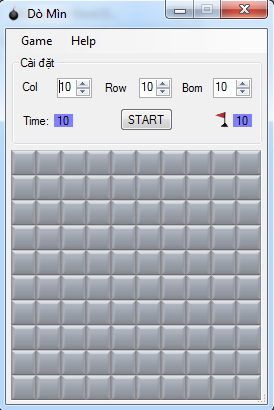 Dò Mìn
Game Help
Cài đặt
Col 10 Row 10 Bom 10
Time: 10 START 10